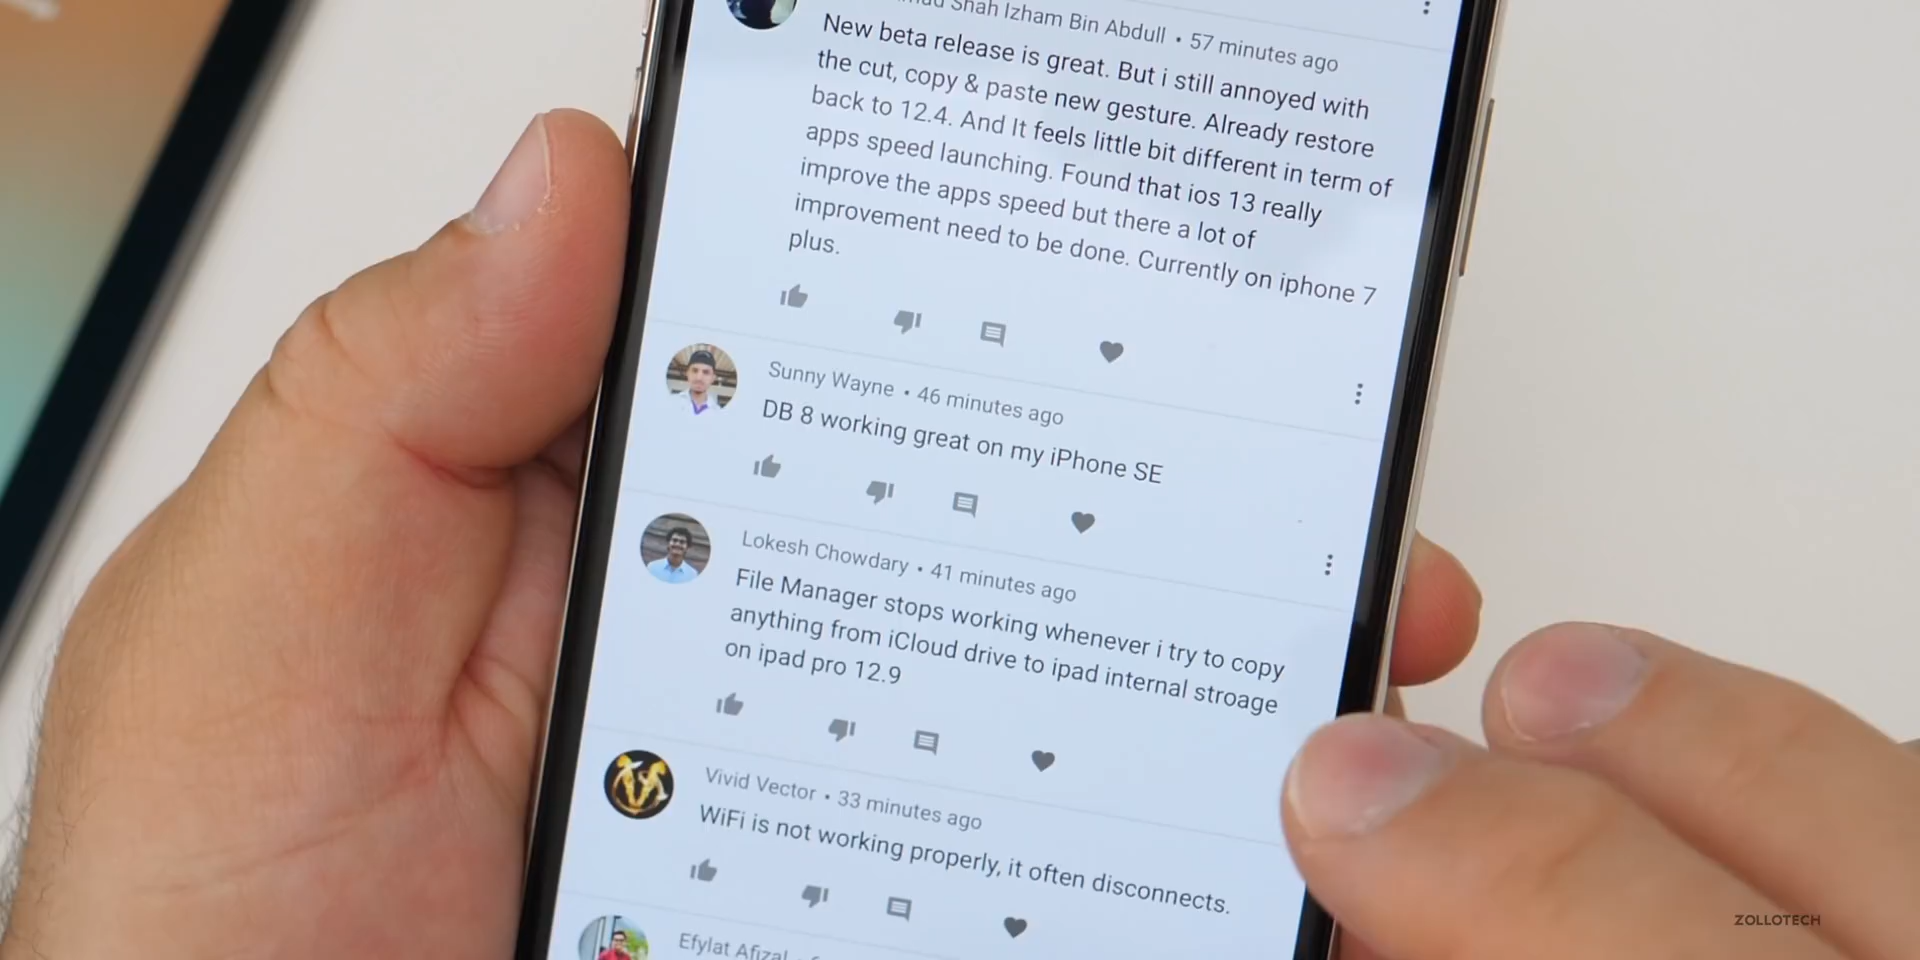 Shah Izham Bin Abdull • 57 minutes ago
New beta release is great. But i still annoyed with
the cut, copy & paste new gesture. Already restore
back to 12.4. And It feels little bit different in term of
apps speed launching. Found that ios 13 really
improve the apps speed but there a lot of
improvement need to be done. Currently on iphone 7
plus.
Sunny Wayne • 46 minutes ago
DB 8 working great on my iPhone SE
Lokesh Chowdary • 41 minutes ago
File Manager stops working whenever i try to copy
anything from iCloud drive to ipad internal stroage
on ipad pro 12.9
Vivid Vector • 33 minutes ago
WiFi is not working properly, it often disconnects.
Efylat Afizal
ZOLLOTECH